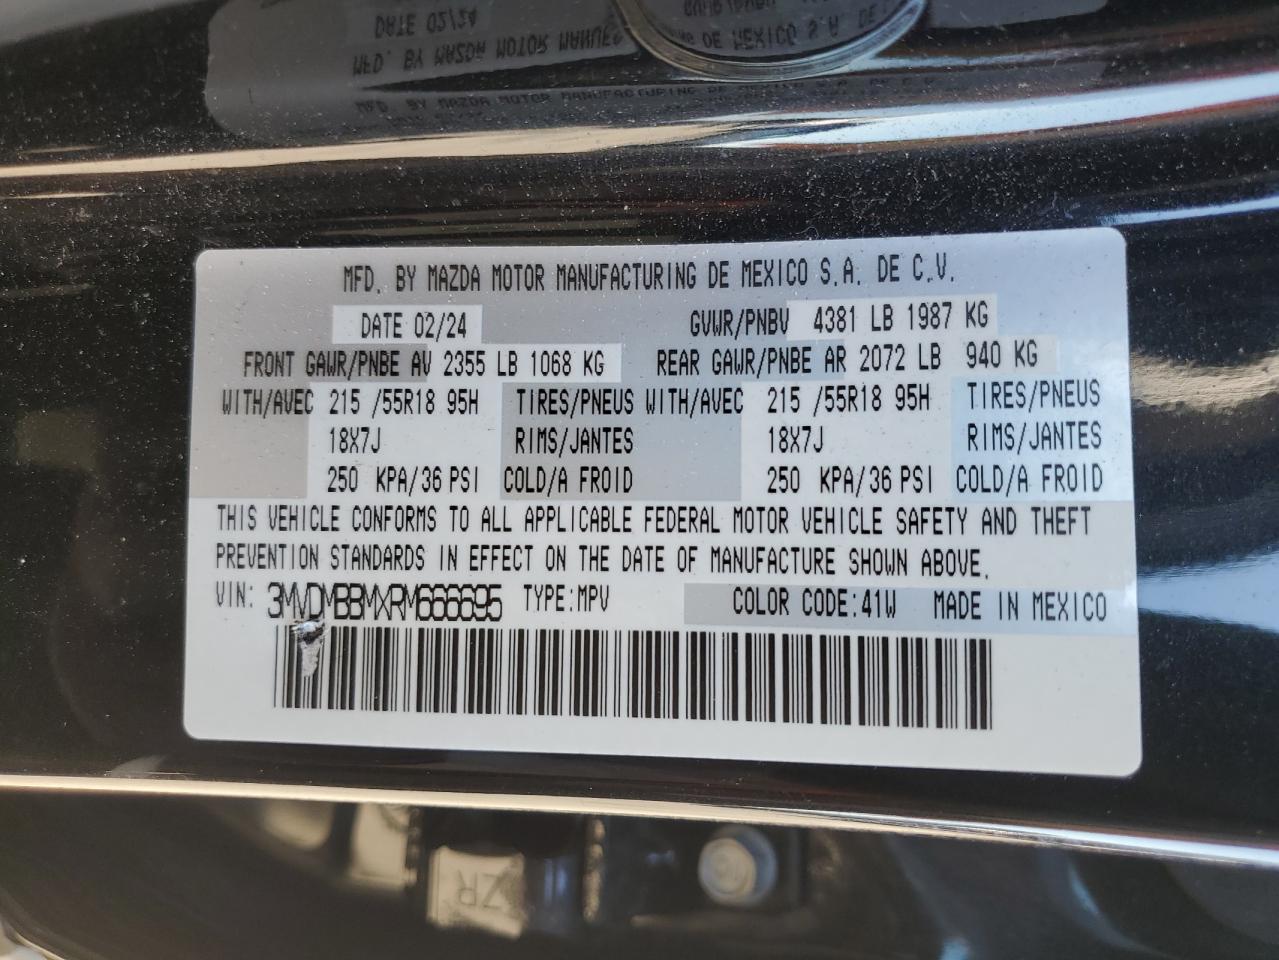 MFD. BY MAZDA MOTOR MANUFACTURING DE MEXICO S.A. DE C.V.
DATE 02/24 GVWR/PNBV 4381 LB 1987 KG
FRONT GAWR/PNBE AV 2355 LB 1068 KG REAR GAWR/PNBE AR 2072 LB 940 KG
WITH/AVEC 215 /55R18 95H TIRES/PNEUS WITH/AVEC 215 /55R18 95H TIRES/PNEUS
18X7J RIMS/JANTES 18X7J RIMS/JANTES
250 KPA/36 PSI COLD/A FROID 250 KPA/36 PSI COLD/A FROID
THIS VEHICLE CONFORMS TO ALL APPLICABLE FEDERAL MOTOR VEHICLE SAFETY AND THEFT
PREVENTION STANDARDS IN EFFECT ON THE DATE OF MANUFACTURE SHOWN ABOVE.
VIN: 3MVDMBBMXRM666695 TYPE:MPV COLOR CODE:41W MADE IN MEXICO